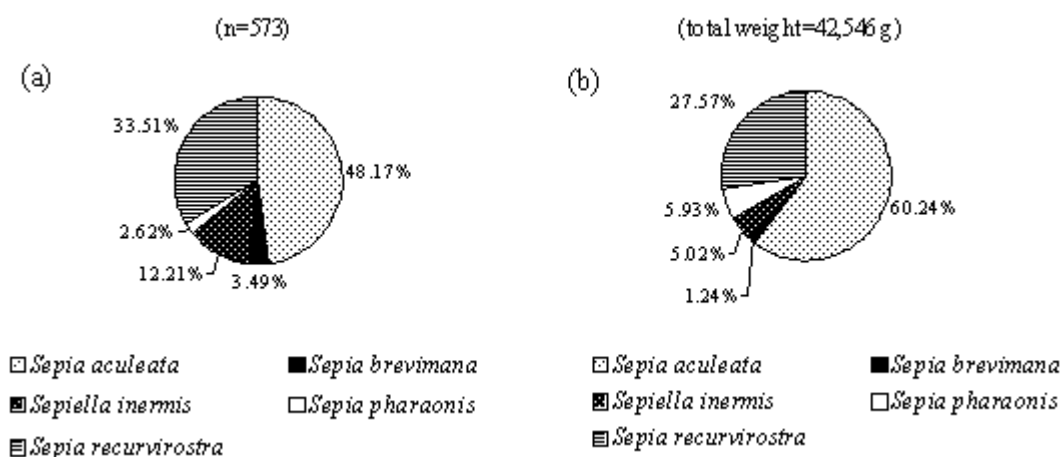 (n=573)
(total weight=42,546 g)
(a)
33.51%
48.17%
2.62%
12.21%
3.49%
(b)
27.57%
60.24%
5.93%
5.02%
1.24%
Sepia aculeata
Sepia brevimana
Sepiella inermis
Sepia pharaonis
Sepia recurvirostra
Sepia aculeata
Sepia brevimana
Sepiella inermis
Sepia pharaonis
Sepia recurvirostra